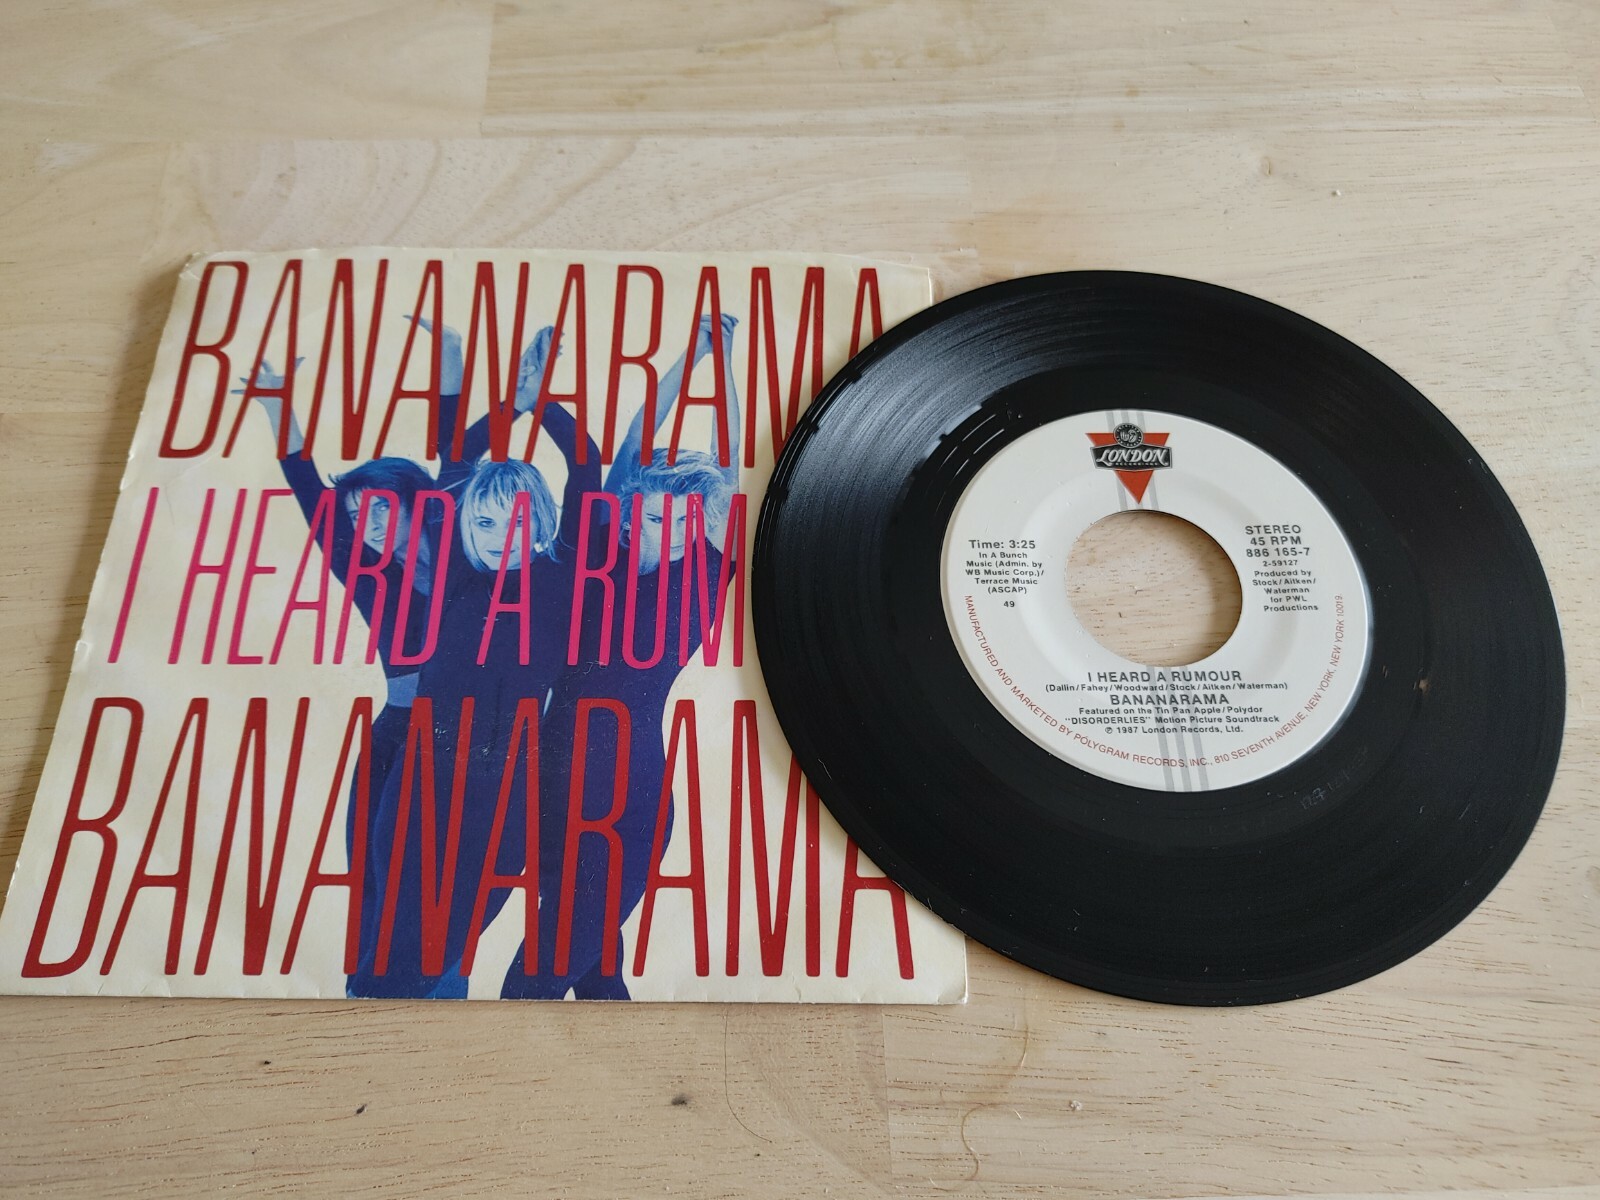 BANANARAMA
I HEARD A RUM
BANANARAMA
LONDON
RECORDINGS
Time: 3:25
In A Bunch
Music (Admin. by
WB Music Corp.)/
Terrace Music
(ASCAP)
49
STEREO
45 RPM
886 165-7
2-59127
Produced by
Stock/Aitken/
Waterman
for PWL
Productions
I HEARD A RUMOUR
(Dallin/Fahey/Woodward/Stock/Aitken/Waterman)
BANANARAMA
Featured on the Tin Pan Apple/Polydor
"DISORDERLIES" Motion Picture Soundtrack
℗ 1987 London Records, Ltd.
MANUFACTURED AND MARKETED BY POLYGRAM RECORDS, INC., 810 SEVENTH AVENUE, NEW YORK, NEW YORK 10019